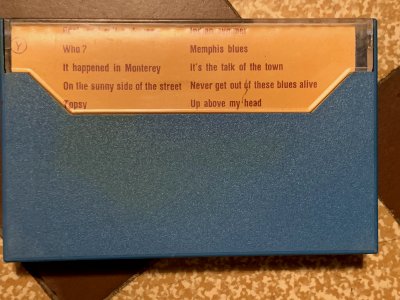 Y
Who?
It happened in Monterey
On the sunny side of the street
Topsy
Memphis blues
It's the talk of the town
Never get out of these blues alive
Up above my head